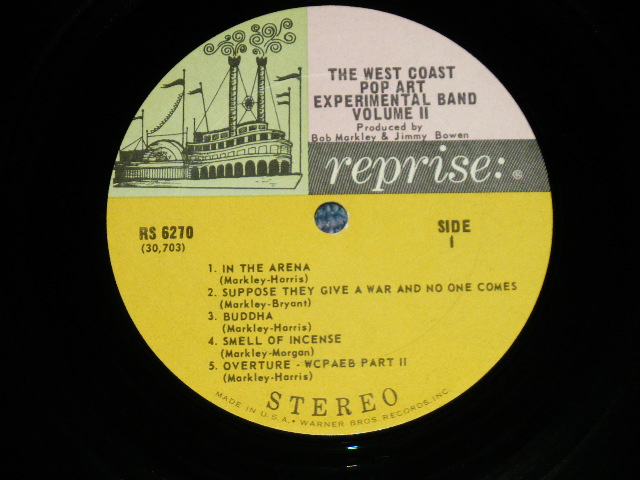 THE WEST COAST
POP ART
EXPERIMENTAL BAND
VOLUME II
Produced by
Bob Markley & Jimmy Bowen
reprise: ®
RS 6270
(30,703)
SIDE
1
1. IN THE ARENA
(Markley-Harris)
2. SUPPOSE THEY GIVE A WAR AND NO ONE COMES
(Markley-Bryant)
3. BUDDHA
(Markley-Harris)
4. SMELL OF INCENSE
(Markley-Morgan)
5. OVERTURE - WCPAEB PART II
(Markley-Harris)
STEREO
MADE IN U.S.A. • WARNER BROS. RECORDS, INC.